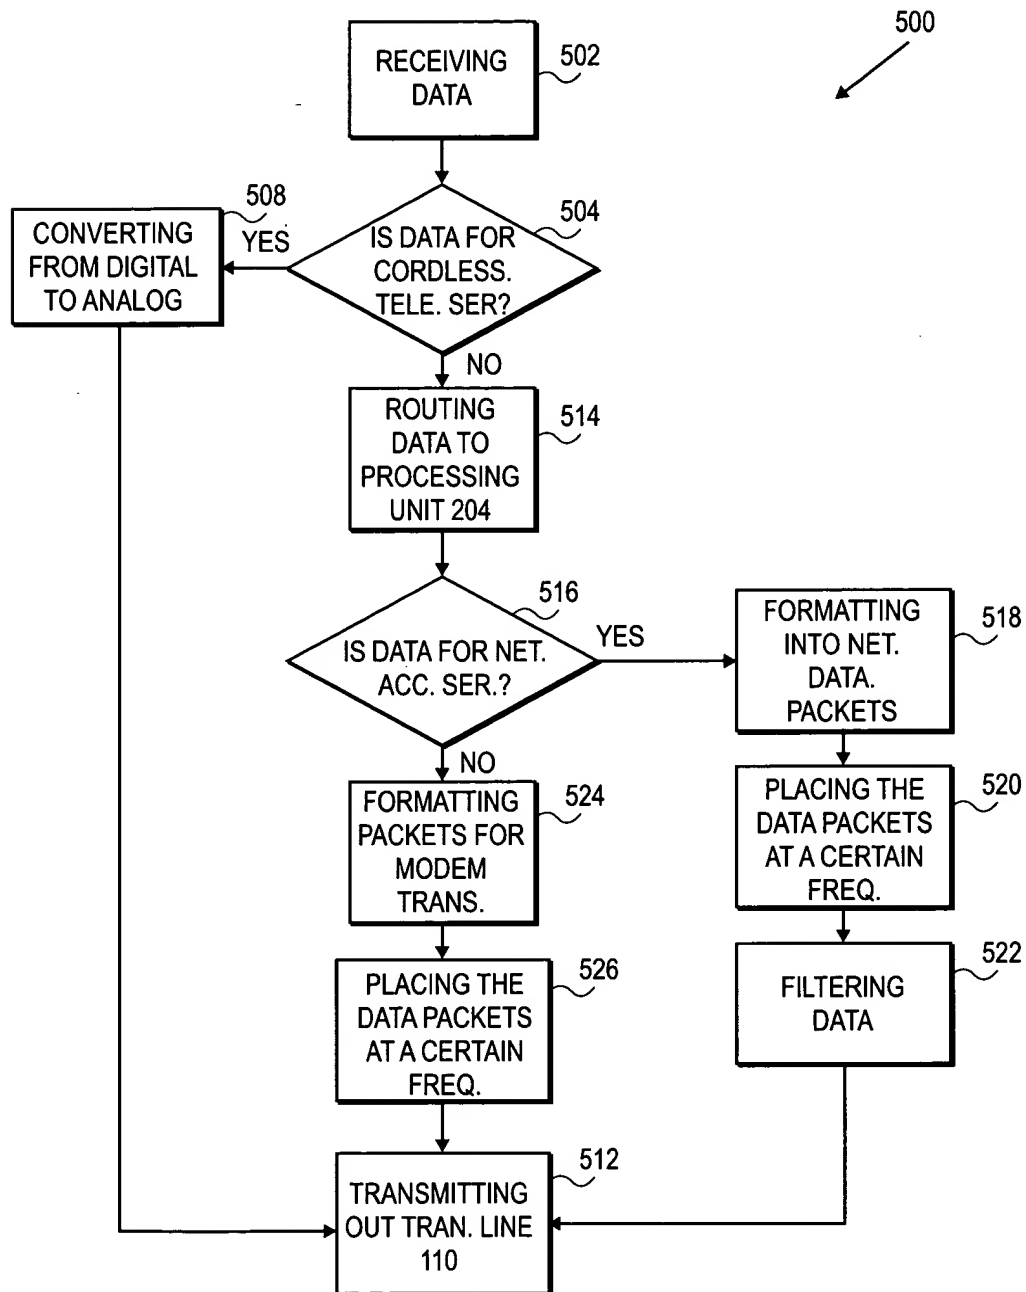 500
RECEIVING
DATA
502
IS DATA FOR
CORDLESS.
TELE. SER?
504
YES
CONVERTING
FROM DIGITAL
TO ANALOG
508
NO
ROUTING
DATA TO
PROCESSING
UNIT 204
514
IS DATA FOR NET.
ACC. SER.?
516
YES
FORMATTING
INTO NET.
DATA.
PACKETS
518
PLACING THE
DATA PACKETS
AT A CERTAIN
FREQ.
520
FILTERING
DATA
522
NO
FORMATTING
PACKETS FOR
MODEM
TRANS.
524
PLACING THE
DATA PACKETS
AT A CERTAIN
FREQ.
526
TRANSMITTING
OUT TRAN. LINE
110
512